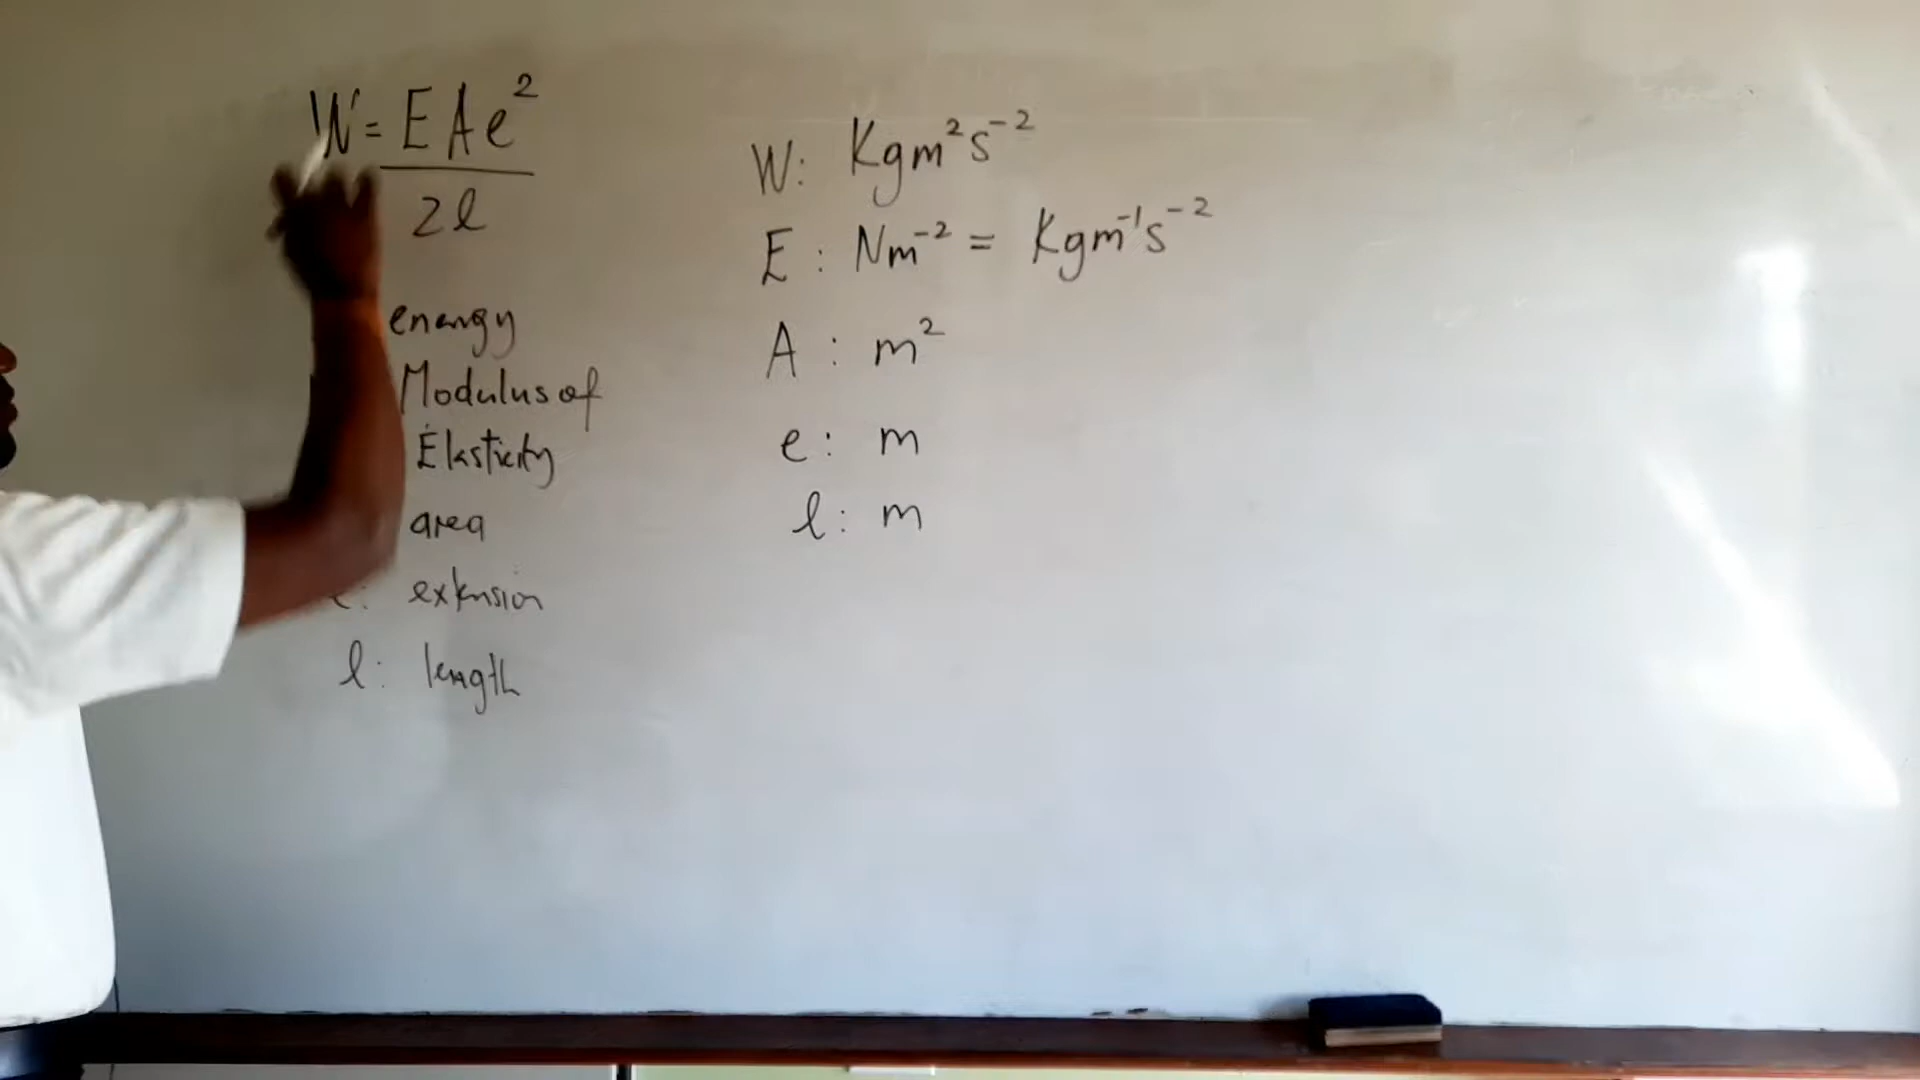 W = EAe²
2l
energy
Modulus of
Elasticity
area
extension
l: length
W: Kgm²s⁻²
E: Nm⁻² = Kgm⁻¹s⁻²
A: m²
e: m
l: m